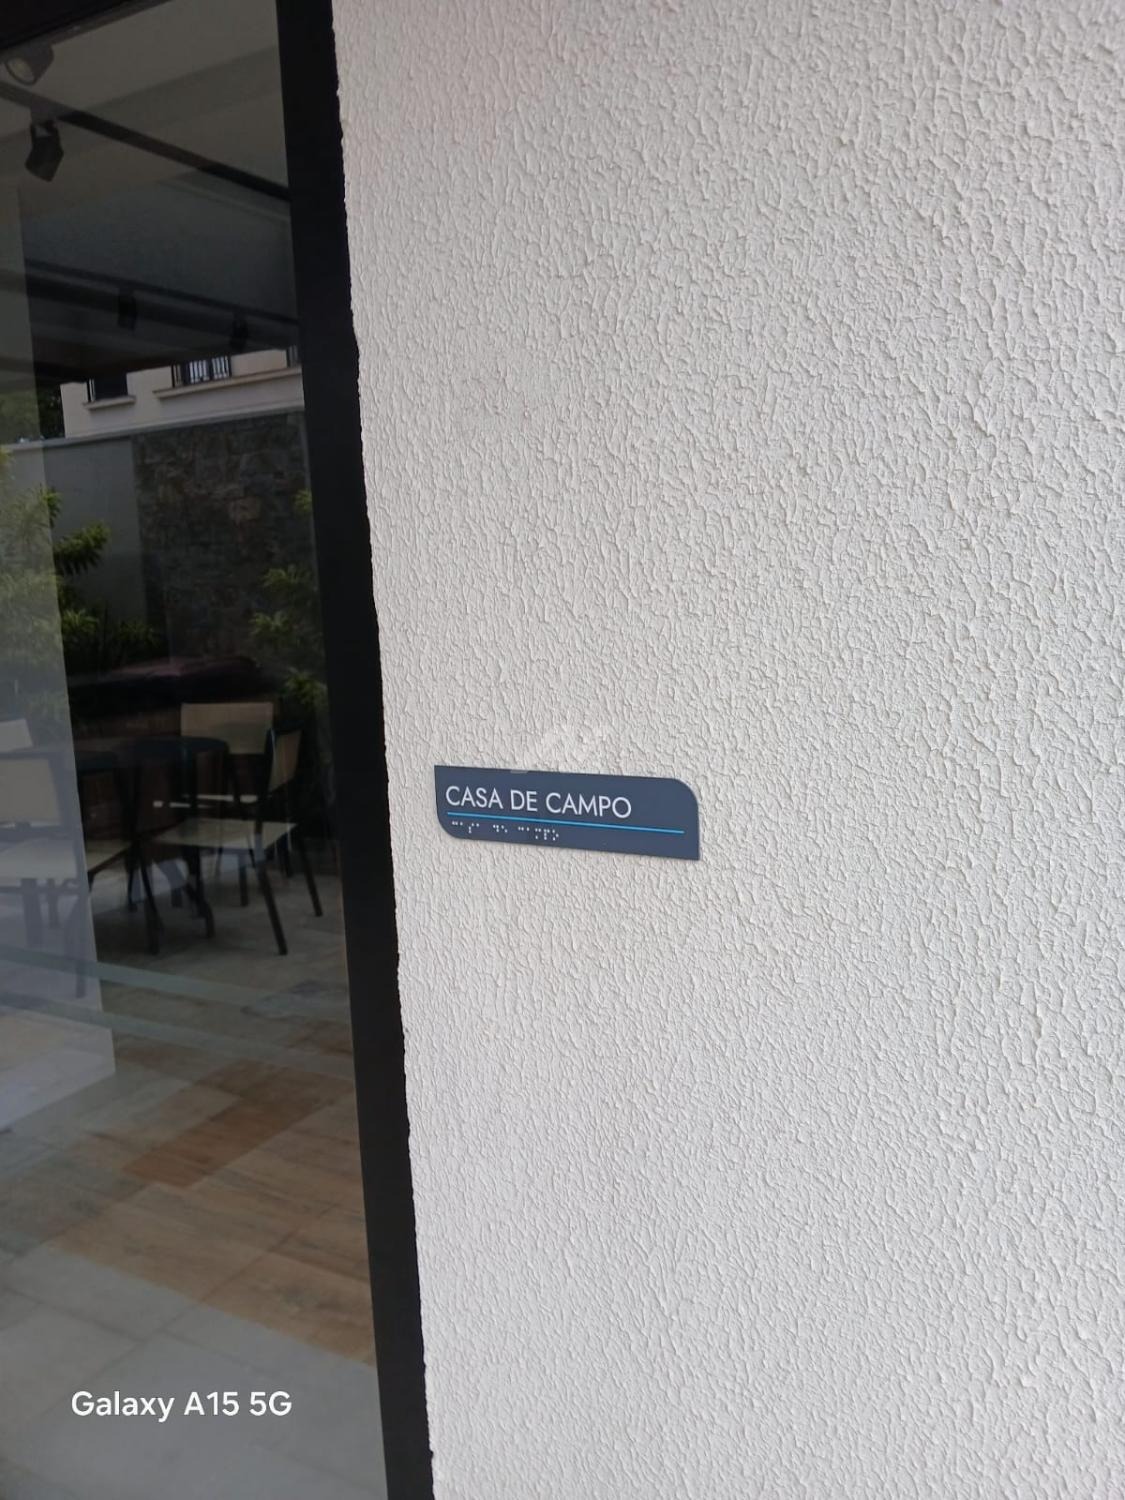 CASA DE CAMPO
⠉⠁⠎⠁ ⠙⠑ ⠉⠁⠍⠏⠕
Galaxy A15 5G